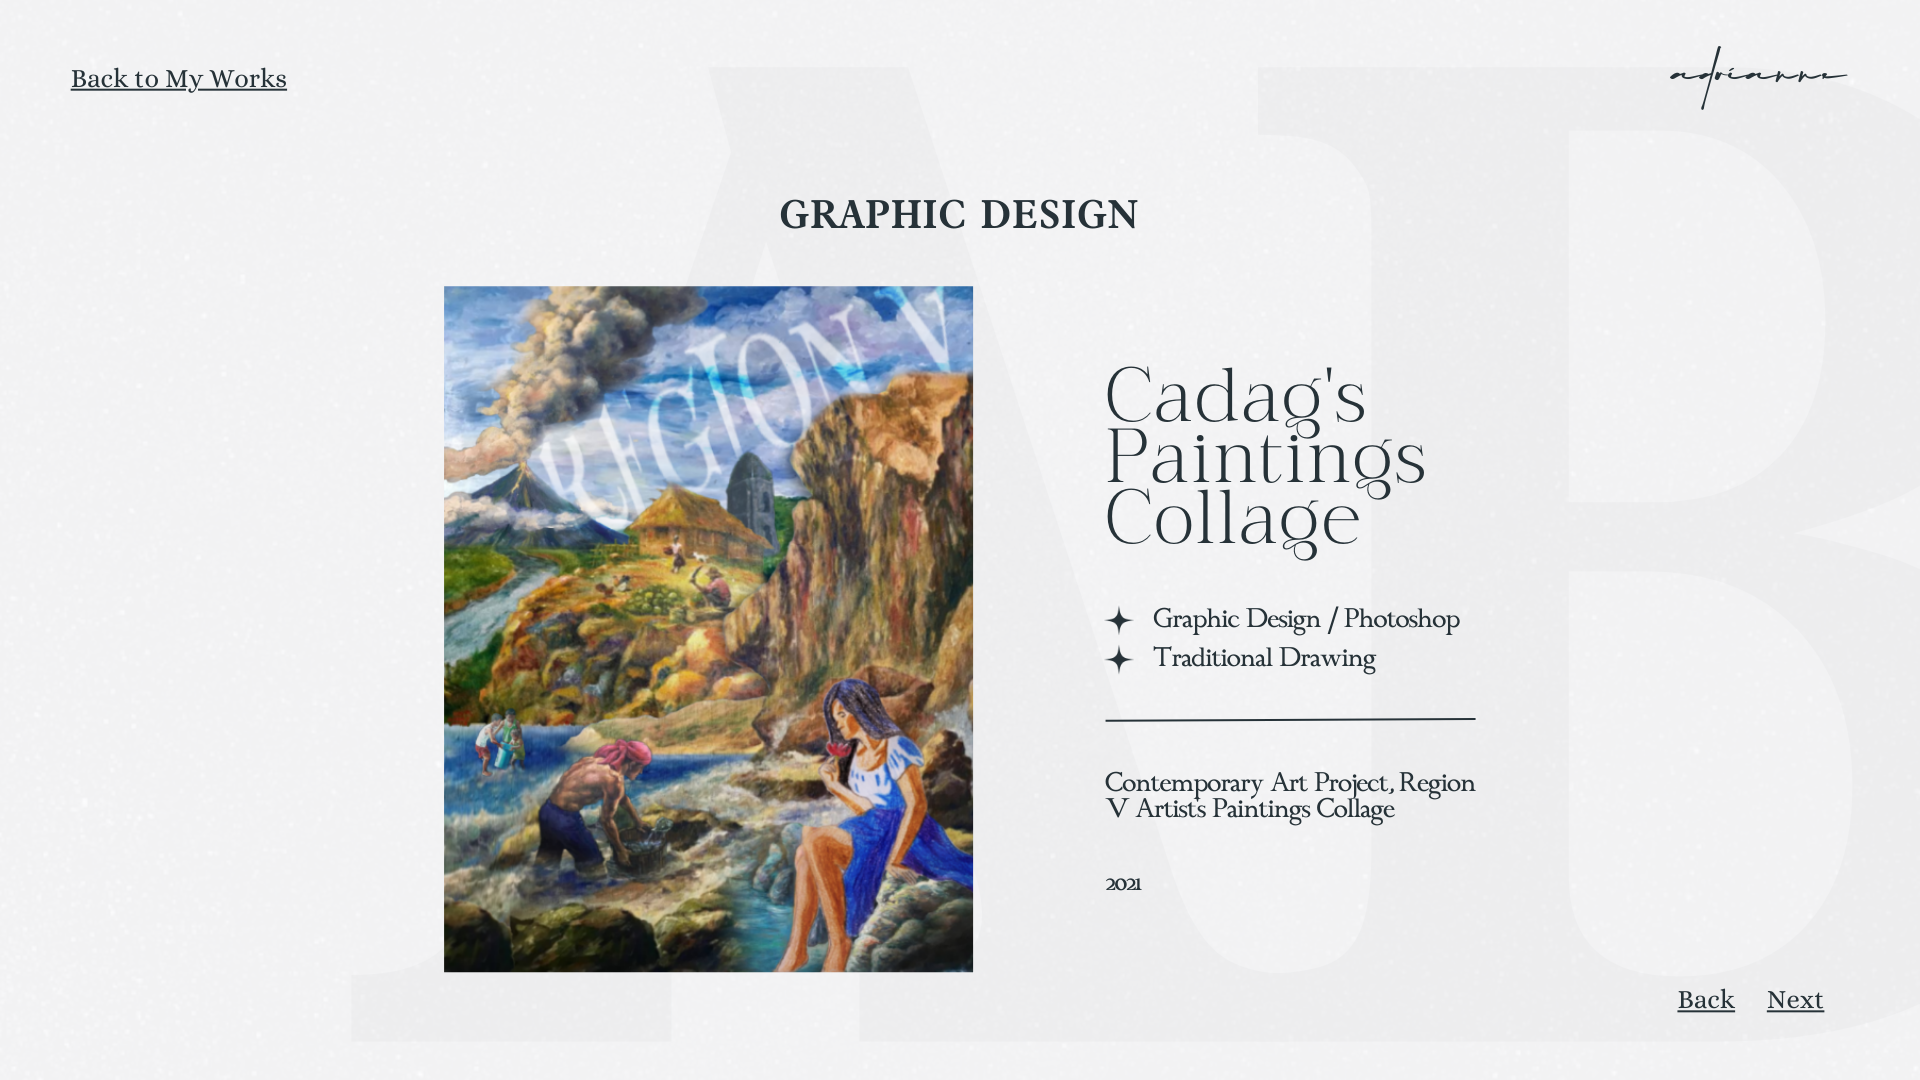 Back to My Works
adrianne
GRAPHIC DESIGN
REGION V
Cadag's
Paintings
Collage
Graphic Design / Photoshop
Traditional Drawing
Contemporary Art Project, Region
V Artists Paintings Collage
2021
Back Next
AB